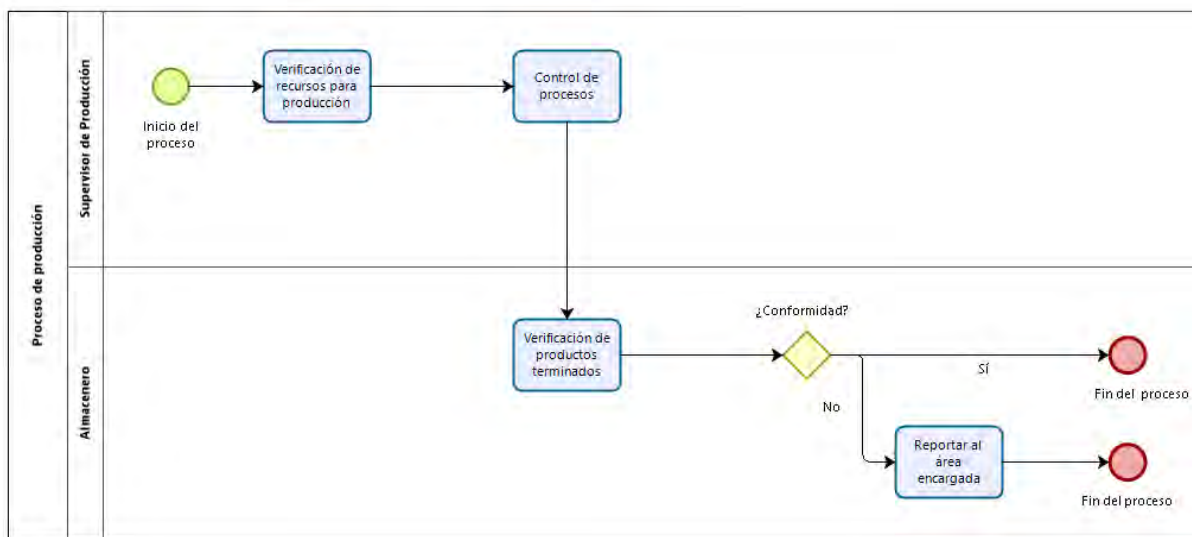 Proceso de producción
Supervisor de Producción
Inicio del
proceso
Verificación de
recursos para
producción
Control de
procesos
Almacenero
Verificación de
productos
terminados
¿Conformidad?
Sí
Fin del proceso
No
Reportar al
área
encargada
Fin del proceso